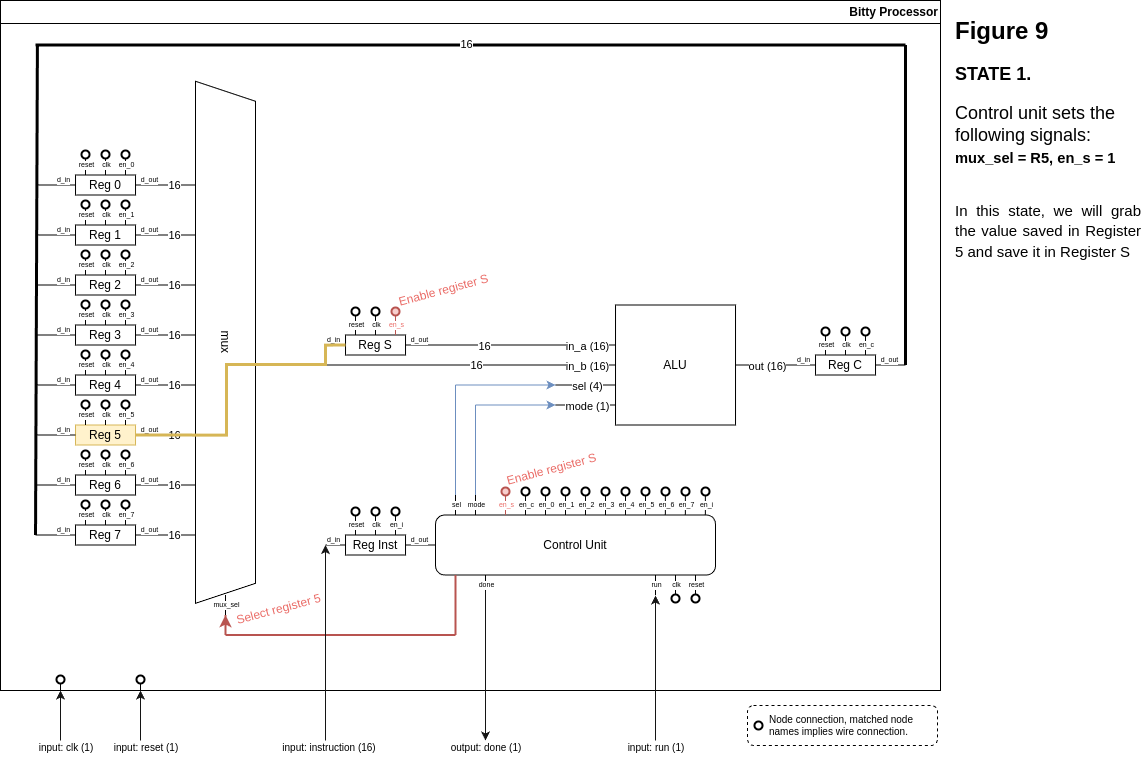 Bitty Processor
Figure 9
STATE 1.
Control unit sets the
following signals:
mux_sel = R5, en_s = 1
In this state, we will grab
the value saved in Register
5 and save it in Register S
16
reset clk en_0
d_in Reg 0 d_out 16
reset clk en_1
d_in Reg 1 d_out 16
reset clk en_2
d_in Reg 2 d_out 16
reset clk en_3
d_in Reg 3 d_out 16
reset clk en_4
d_in Reg 4 d_out 16
reset clk en_5
d_in Reg 5 d_out 16
reset clk en_6
d_in Reg 6 d_out 16
reset clk en_7
d_in Reg 7 d_out 16
mux
mux_sel
Select register 5
Enable register S
reset clk en_s
d_in Reg S d_out
16
16
in_a (16)
in_b (16)
sel (4)
mode (1)
ALU
out (16)
reset clk en_c
d_in Reg C d_out
Enable register S
sel mode en_s en_c en_0 en_1 en_2 en_3 en_4 en_5 en_6 en_7 en_i
reset clk en_i
d_in Reg Inst d_out
Control Unit
done
run clk reset
input: clk (1)
input: reset (1)
input: instruction (16)
output: done (1)
input: run (1)
Node connection, matched node
names implies wire connection.